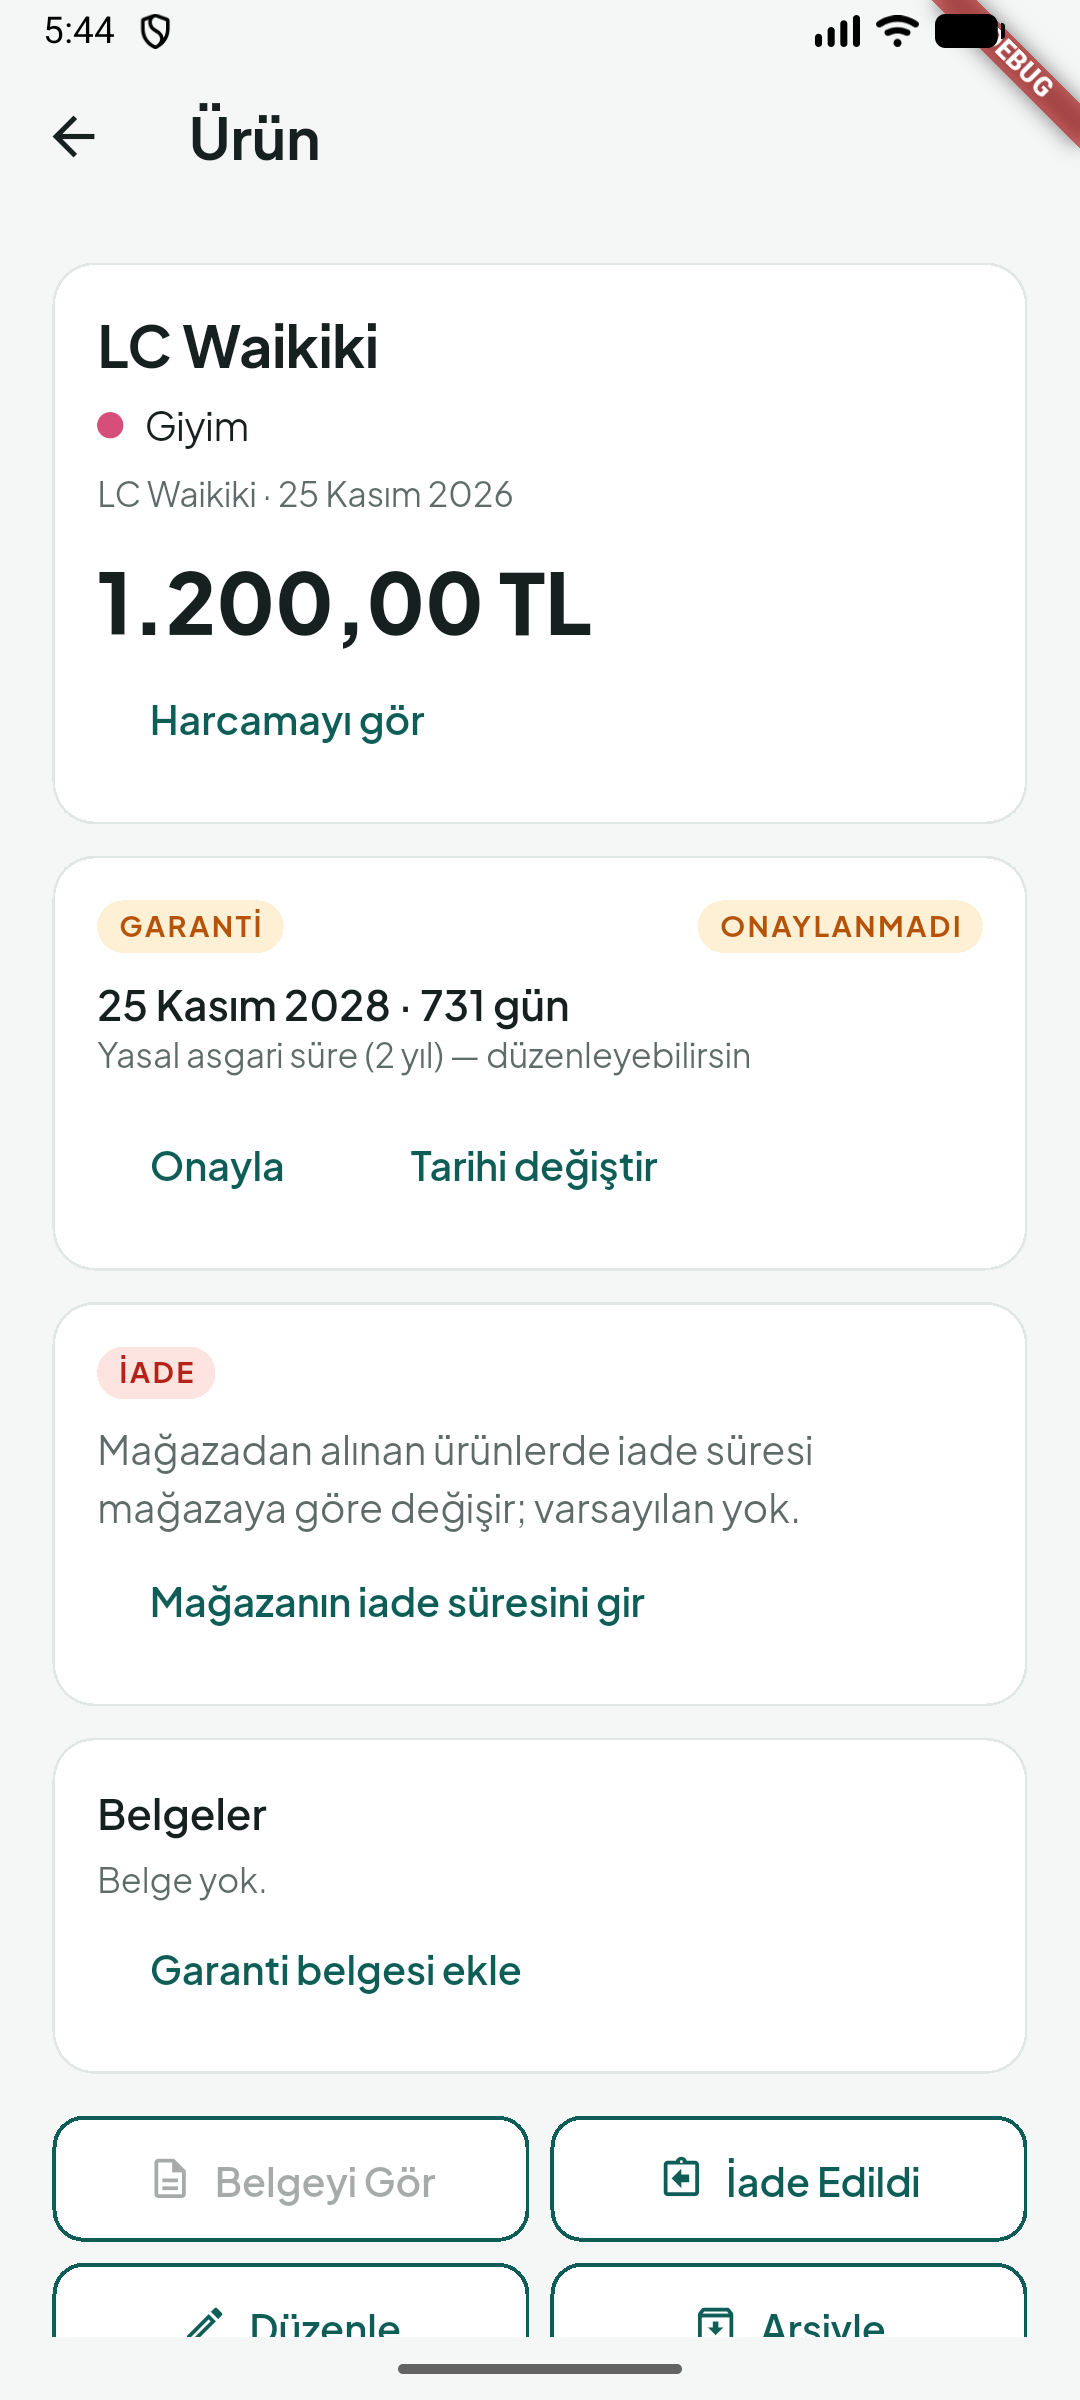 5:44
EBUG
Ürün
LC Waikiki
Giyim
LC Waikiki · 25 Kasım 2026
1.200,00 TL
Harcamayı gör
GARANTİ
ONAYLANMADI
25 Kasım 2028 · 731 gün
Yasal asgari süre (2 yıl) — düzenleyebilirsin
Onayla
Tarihi değiştir
İADE
Mağazadan alınan ürünlerde iade süresi
mağazaya göre değişir; varsayılan yok.
Mağazanın iade süresini gir
Belgeler
Belge yok.
Garanti belgesi ekle
Belgeyi Gör
İade Edildi
Düzenle
Arşivle